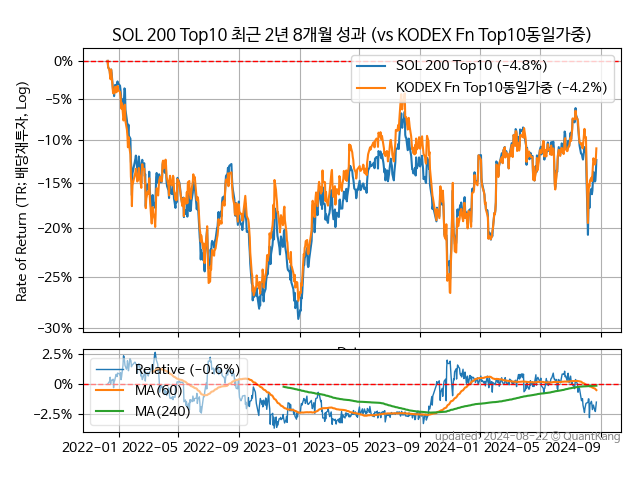 SOL 200 Top10 최근 2년 8개월 성과 (vs KODEX Fn Top10동일가중)
Rate of Return (TR: 배당재투자, Log)
0%
−5%
−10%
−15%
−20%
−25%
−30%
SOL 200 Top10 (−4.8%)
KODEX Fn Top10동일가중 (−4.2%)
2.5%
0%
−2.5%
Relative (−0.6%)
MA(60)
MA(240)
updated: 2024-08-22 © QuantKang
2022−01 2022−05 2022−09 2023−01 2023−05 2023−09 2024−01 2024−05 2024−09